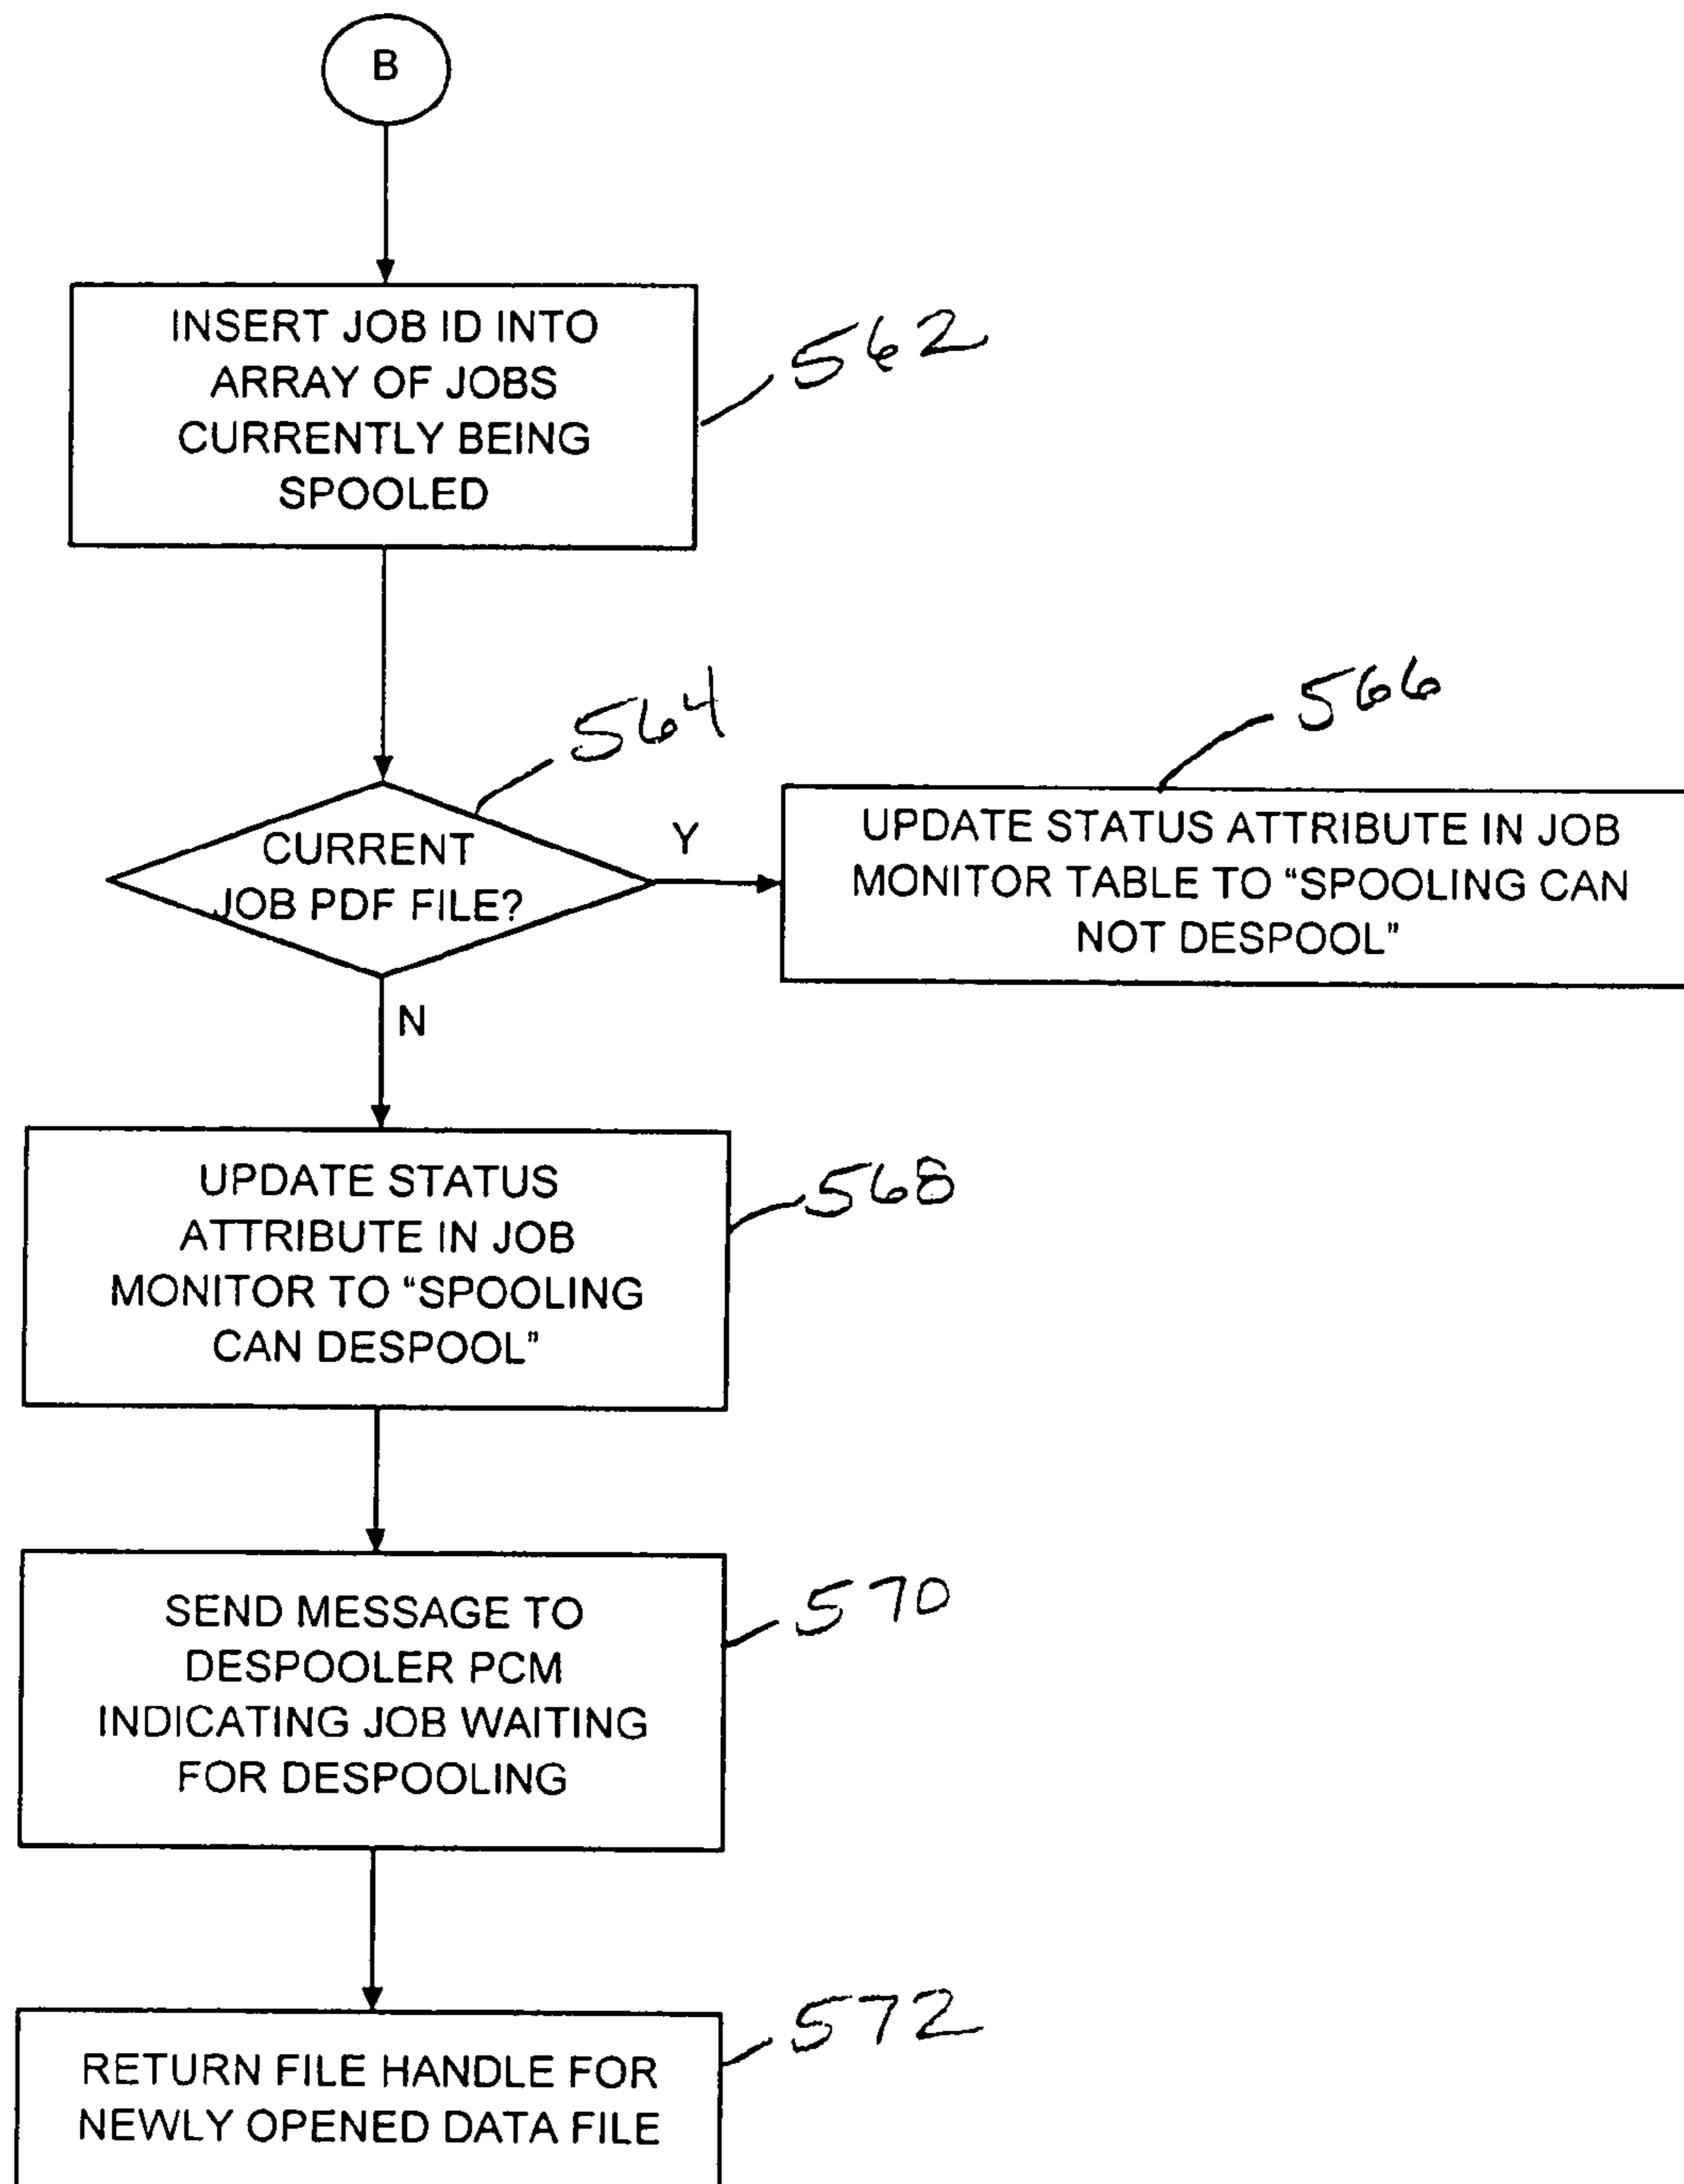 B
INSERT JOB ID INTO
ARRAY OF JOBS
CURRENTLY BEING
SPOOLED
562
564
CURRENT
JOB PDF FILE?
Y
566
UPDATE STATUS ATTRIBUTE IN JOB
MONITOR TABLE TO “SPOOLING CAN
NOT DESPOOL”
N
UPDATE STATUS
ATTRIBUTE IN JOB
MONITOR TO “SPOOLING
CAN DESPOOL”
568
SEND MESSAGE TO
DESPOOLER PCM
INDICATING JOB WAITING
FOR DESPOOLING
570
RETURN FILE HANDLE FOR
NEWLY OPENED DATA FILE
572